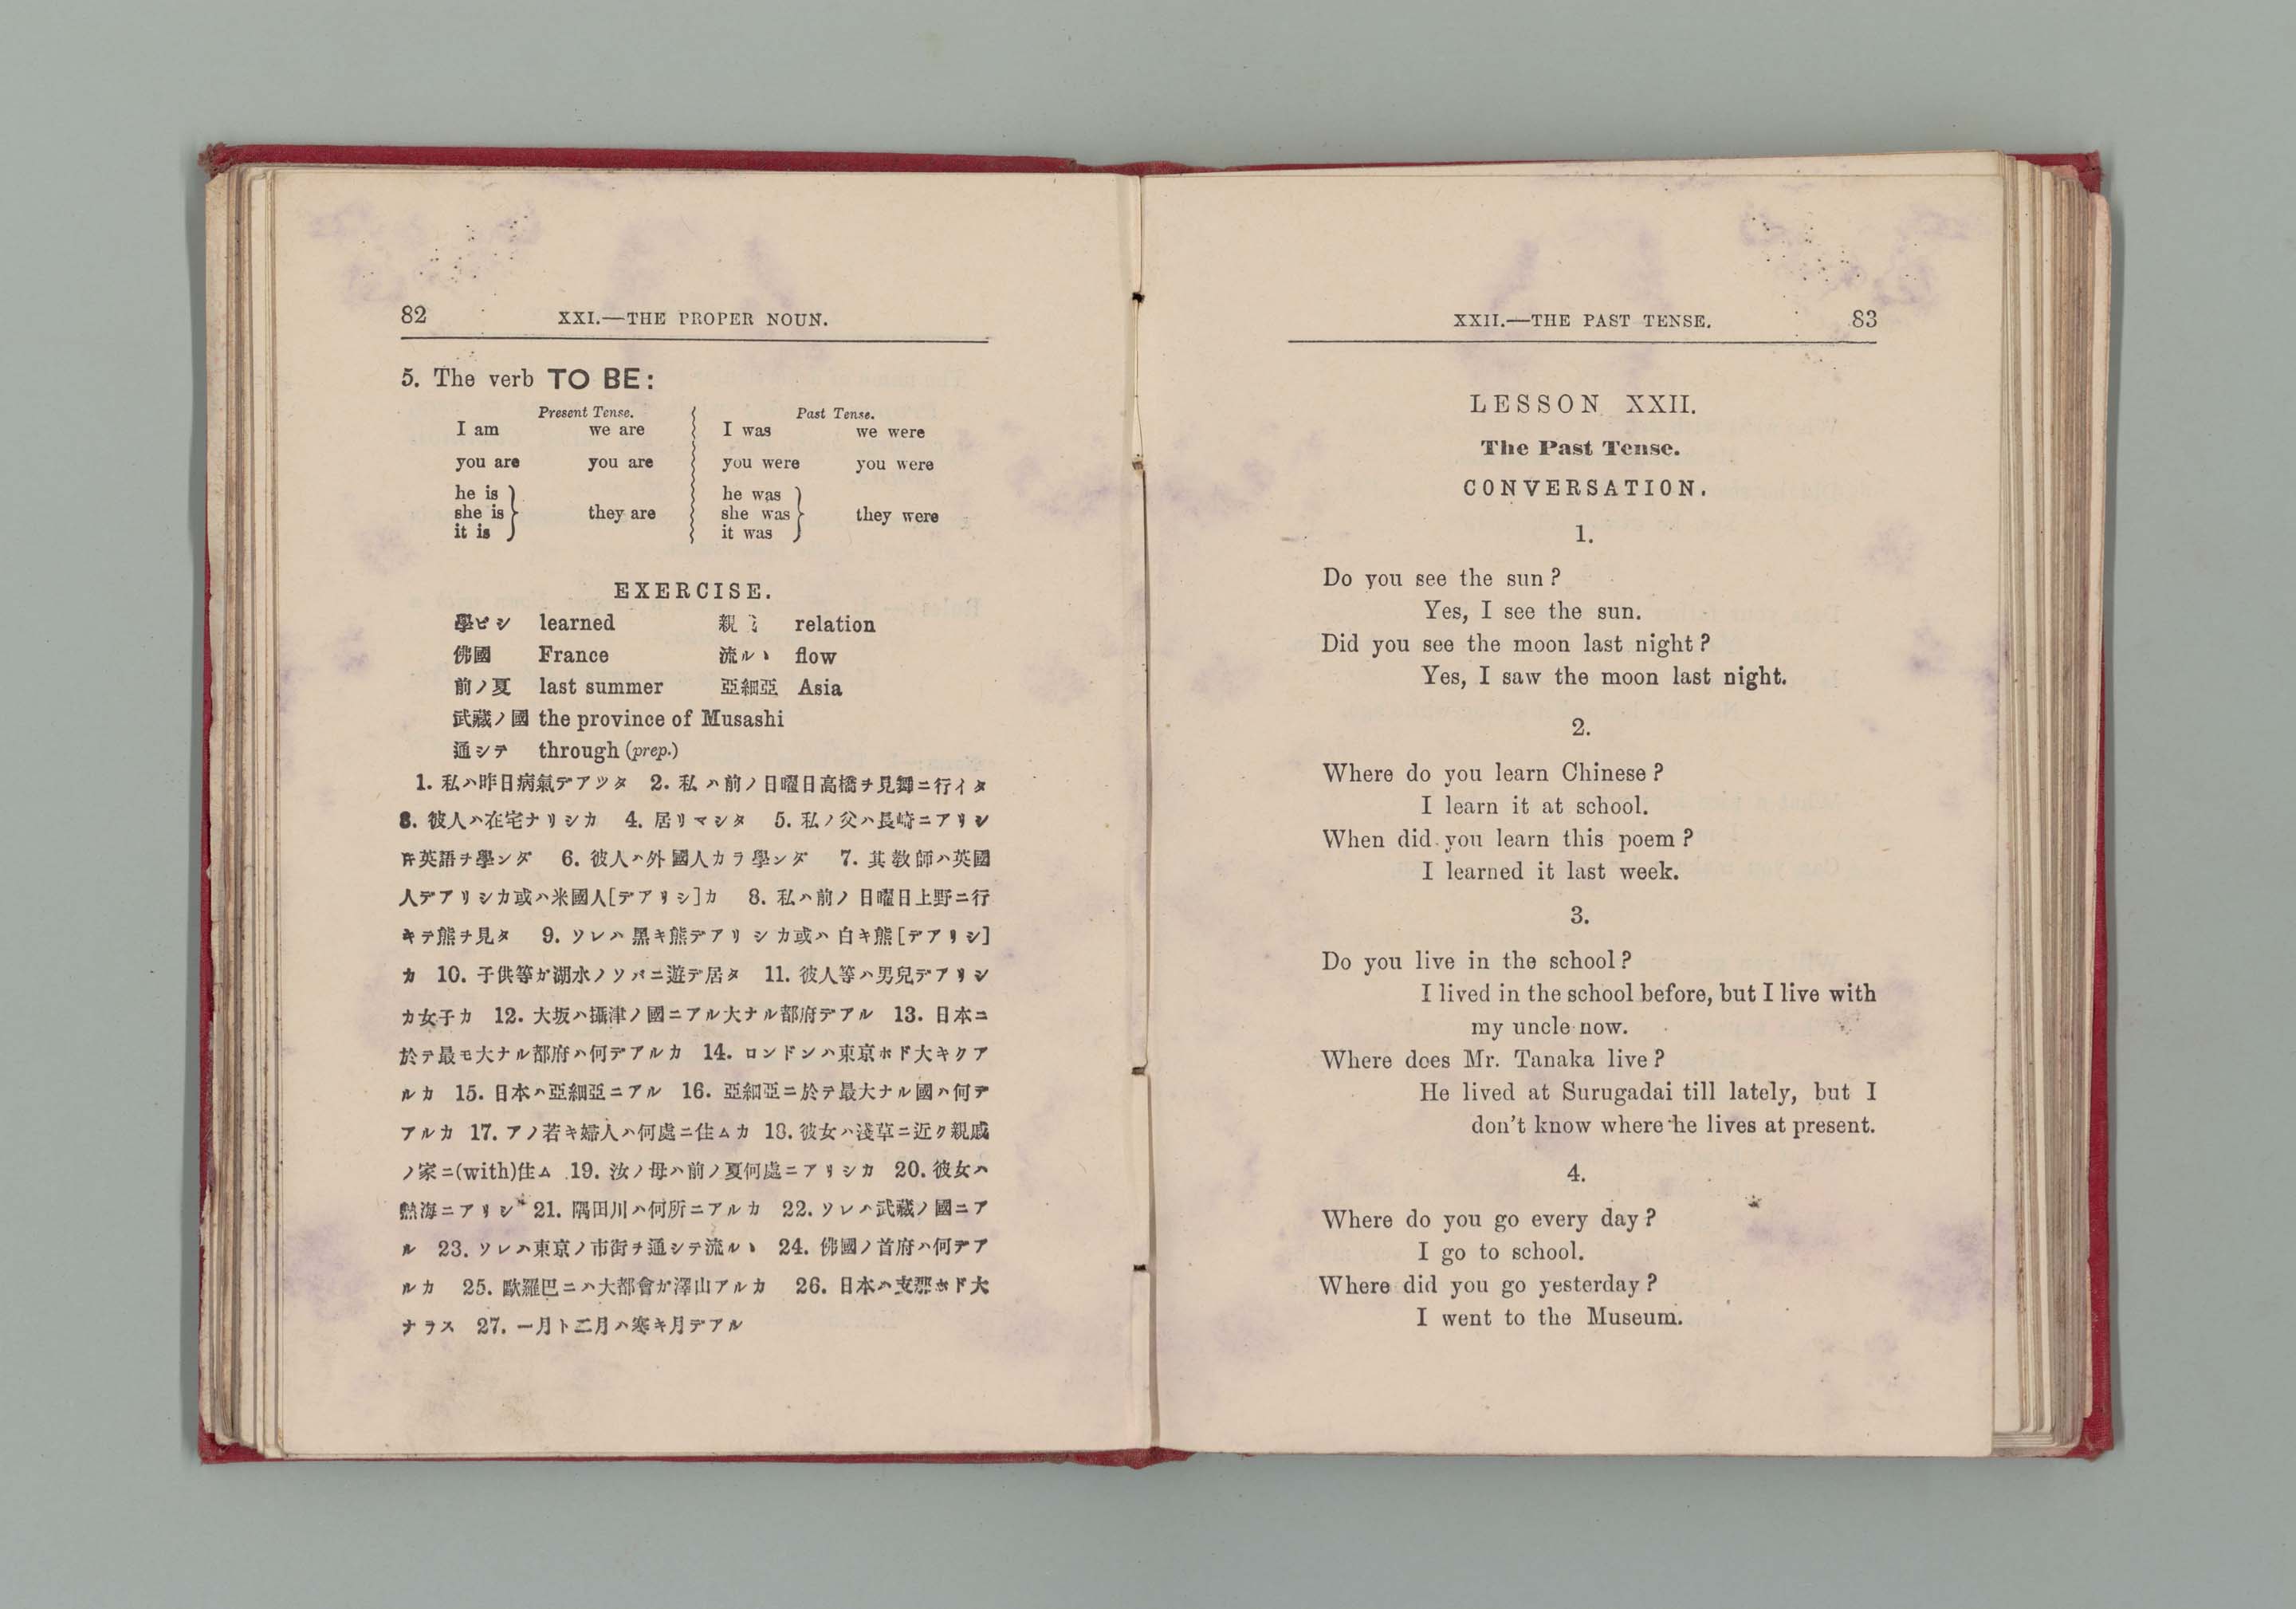 82 XXI.—THE PROPER NOUN.
5. The verb TO BE:
Present Tense. Past Tense.
I am we are I was we were
you are you are you were you were
he is he was
she is they are she was they were
it is it was
EXERCISE.
學ビシ learned 親 relation
佛國 France 流ルヽ flow
前ノ夏 last summer 亞細亞 Asia
武藏ノ國 the province of Musashi
通シテ through (prep.)
1. 私ハ昨日病氣デアツタ 2. 私ハ前ノ日曜日高橋ヲ見舞ニ行イタ
3. 彼人ハ在宅ナリシカ 4. 居リマシタ 5. 私ノ父ハ長崎ニアリシ
𪜈英語ヲ學ンダ 6. 彼人ハ外國人カラ學ンダ 7. 其敎師ハ英國
人デアリシカ或ハ米國人[デアリシ]カ 8. 私ハ前ノ日曜日上野ニ行
キテ熊ヲ見タ 9. ソレハ黑キ熊デアリシカ或ハ白キ熊[デアリシ]
カ 10. 子供等ガ湖水ノソバニ遊デ居タ 11. 彼人等ハ男兒デアリシ
カ女子カ 12. 大坂ハ攝津ノ國ニアル大ナル都府デアル 13. 日本ニ
於テ最モ大ナル都府ハ何デアルカ 14. ロンドンハ東京ホド大キクア
ルカ 15. 日本ハ亞細亞ニアル 16. 亞細亞ニ於テ最大ナル國ハ何デ
アルカ 17. アノ若キ婦人ハ何處ニ住ムカ 18. 彼女ハ淺草ニ近ク親戚
ノ家ニ(with)住ム 19. 汝ノ母ハ前ノ夏何處ニアリシカ 20. 彼女ハ
熱海ニアリシ 21. 隅田川ハ何所ニアルカ 22. ソレハ武藏ノ國ニア
ル 23. ソレハ東京ノ市街ヲ通シテ流ルヽ 24. 佛國ノ首府ハ何デア
ルカ 25. 歐羅巴ニハ大都會ガ澤山アルカ 26. 日本ハ支那ホド大
ナラス 27. 一月ト二月ハ寒キ月デアル
XXII.—THE PAST TENSE. 83
LESSON XXII.
The Past Tense.
CONVERSATION.
1.
Do you see the sun?
Yes, I see the sun.
Did you see the moon last night?
Yes, I saw the moon last night.
2.
Where do you learn Chinese?
I learn it at school.
When did you learn this poem?
I learned it last week.
3.
Do you live in the school?
I lived in the school before, but I live with
my uncle now.
Where does Mr. Tanaka live?
He lived at Surugadai till lately, but I
don't know where he lives at present.
4.
Where do you go every day?
I go to school.
Where did you go yesterday?
I went to the Museum.